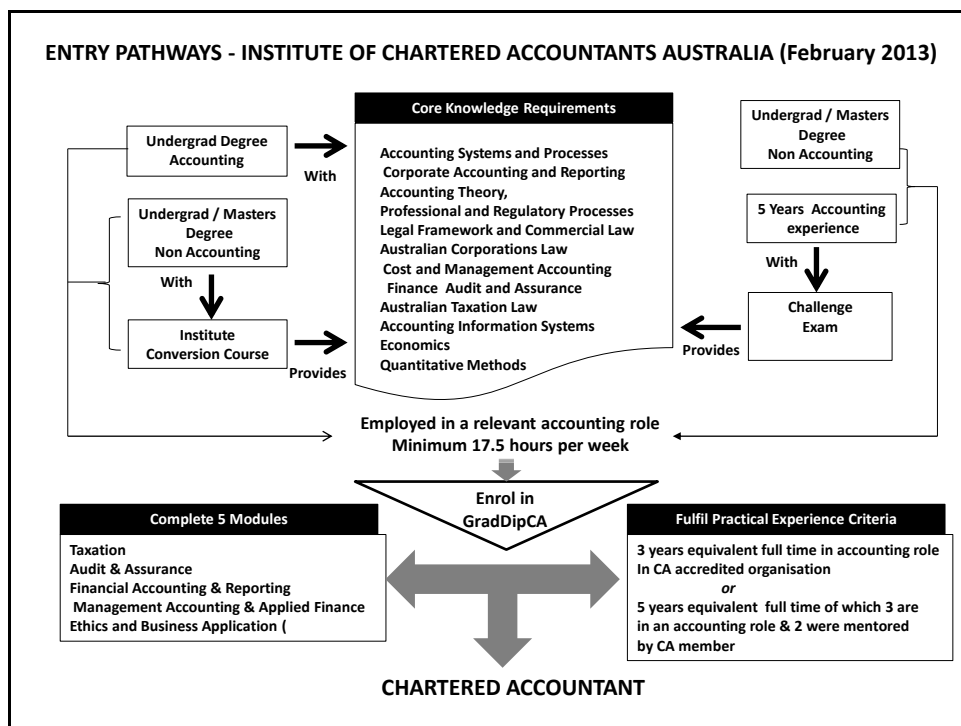 ENTRY PATHWAYS - INSTITUTE OF CHARTERED ACCOUNTANTS AUSTRALIA (February 2013)
Undergrad Degree
Accounting
With
Undergrad / Masters
Degree
Non Accounting
With
Institute
Conversion Course
Provides
Core Knowledge Requirements
Accounting Systems and Processes
Corporate Accounting and Reporting
Accounting Theory,
Professional and Regulatory Processes
Legal Framework and Commercial Law
Australian Corporations Law
Cost and Management Accounting
Finance Audit and Assurance
Australian Taxation Law
Accounting Information Systems
Economics
Quantitative Methods
Undergrad / Masters
Degree
Non Accounting
5 Years Accounting
experience
With
Challenge
Exam
Provides
Employed in a relevant accounting role
Minimum 17.5 hours per week
Enrol in
GradDipCA
Complete 5 Modules
Taxation
Audit & Assurance
Financial Accounting & Reporting
Management Accounting & Applied Finance
Ethics and Business Application (
Fulfil Practical Experience Criteria
3 years equivalent full time in accounting role
In CA accredited organisation
or
5 years equivalent full time of which 3 are
in an accounting role & 2 were mentored
by CA member
CHARTERED ACCOUNTANT